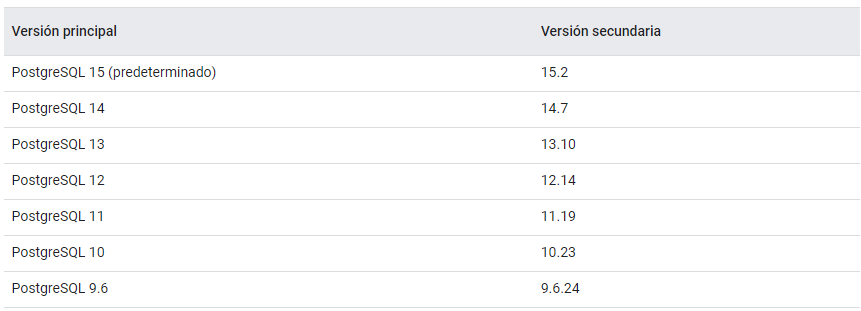 Versión principal Versión secundaria
PostgreSQL 15 (predeterminado) 15.2
PostgreSQL 14 14.7
PostgreSQL 13 13.10
PostgreSQL 12 12.14
PostgreSQL 11 11.19
PostgreSQL 10 10.23
PostgreSQL 9.6 9.6.24